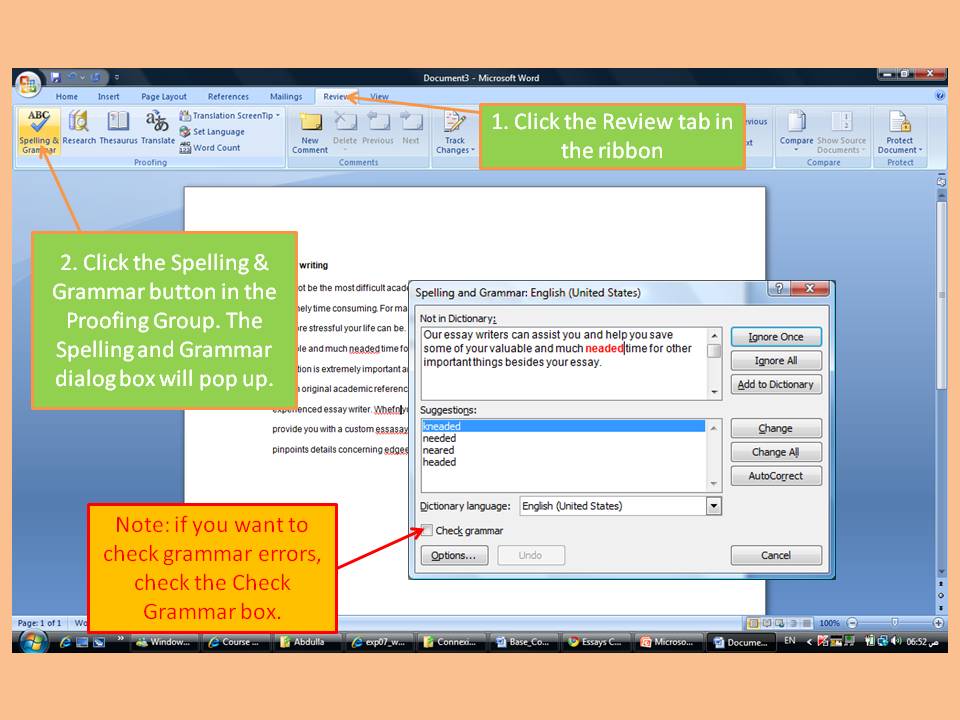 Document3 - Microsoft Word
Home Insert Page Layout References Mailings Review View
ABC
Spelling & Grammar
Research
Thesaurus
Translate
Translation ScreenTip
Set Language
ABC
123
Word Count
Proofing
New Comment
Delete
Previous
Next
Comments
Track Changes
1. Click the Review tab in
the ribbon
vious
xt
Compare
Show Source Documents
Compare
Protect Document
Protect
2. Click the Spelling &
Grammar button in the
Proofing Group. The
Spelling and Grammar
dialog box will pop up.
writing
ot be the most difficult acade
ely time consuming. For ma
re stressful your life can be.
le and much neaded time fo
tion is extremely important a
original academic referenc
experienced essay writer. Whefn
provide you with a custom essasay
pinpoints details concerning edgee
Spelling and Grammar: English (United States)
Not in Dictionary:
Our essay writers can assist you and help you save
some of your valuable and much neaded time for other
important things besides your essay.
Ignore Once
Ignore All
Add to Dictionary
Suggestions:
kneaded
needed
neared
headed
Change
Change All
AutoCorrect
Dictionary language: English (United States)
Check grammar
Options... Undo Cancel
Note: if you want to
check grammar errors,
check the Check
Grammar box.
Page: 1 of 1 Wo
100%
Window... Course ... Abdulla exp07_w... Connexi... Base_Co... Essays C... Microso... Docume... EN 06:52 ص